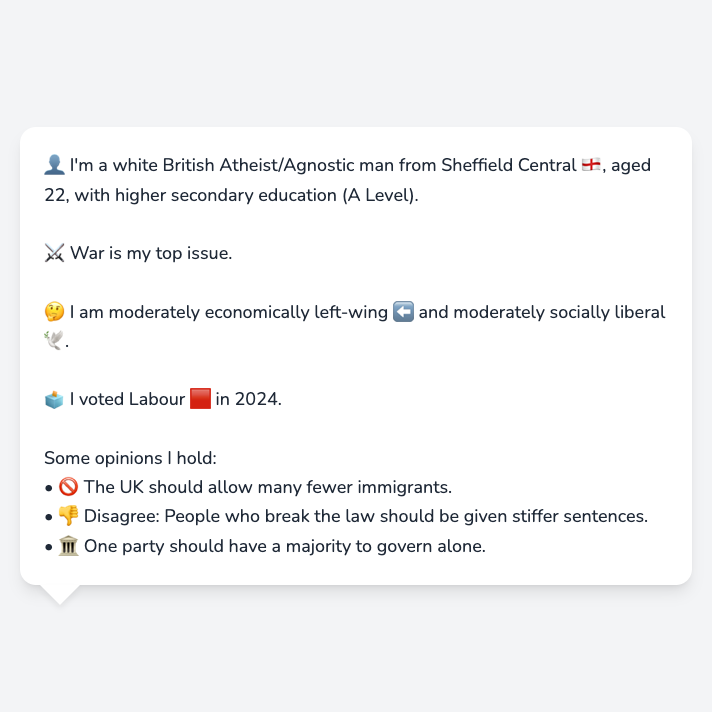 👤 I'm a white British Atheist/Agnostic man from Sheffield Central 🏴󠁧󠁢󠁥󠁮󠁧󠁿, aged
22, with higher secondary education (A Level).
⚔️ War is my top issue.
🤔 I am moderately economically left-wing ⬅️ and moderately socially liberal
🕊️.
🗳️ I voted Labour 🟥 in 2024.
Some opinions I hold:
• 🚫 The UK should allow many fewer immigrants.
• 👎 Disagree: People who break the law should be given stiffer sentences.
• 🏛️ One party should have a majority to govern alone.